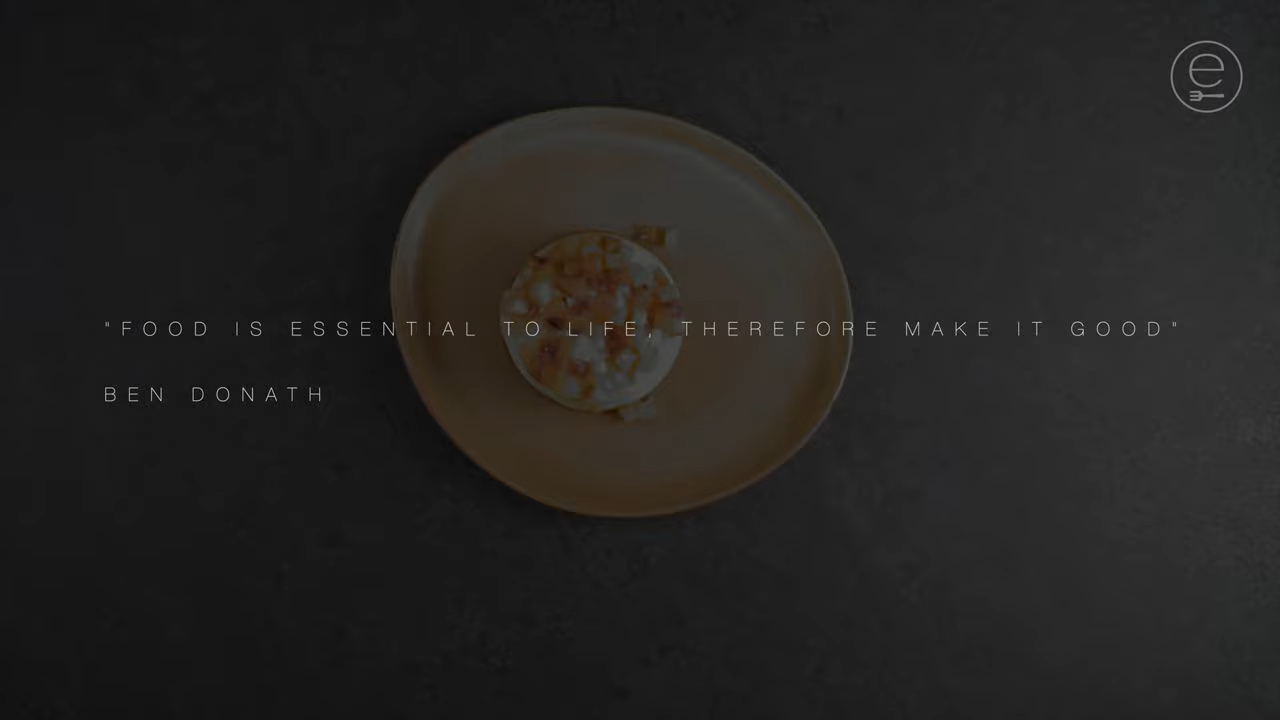 e
"FOOD IS ESSENTIAL TO LIFE, THEREFORE MAKE IT GOOD"
BEN DONATH